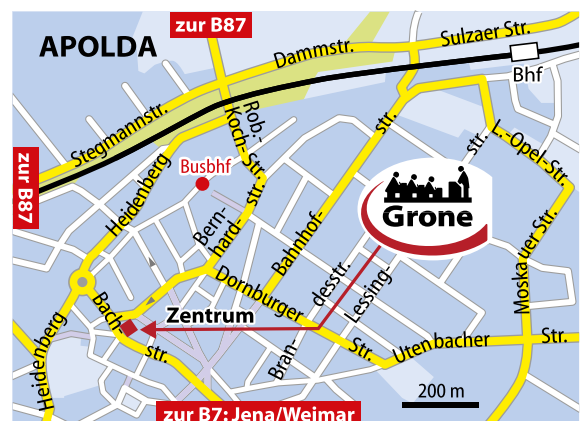 zur B87
APOLDA
Dammstr.
Sulzaer Str.
Bhf
Stegmannstr.
Rob.-
Koch-Str.
str.
str.
L.-Opel-Str.
zur B87
Heidenberg
Busbhf
Bern-
hard-
str.
Grone
Bahnhof-
Moskauer Str.
desstr.
Lessing-
Dornburger
Bach-
Zentrum
str.
Heidenberg
Bran-
Str.
Utenbacher
Str.
200 m
zur B7: Jena/Weimar